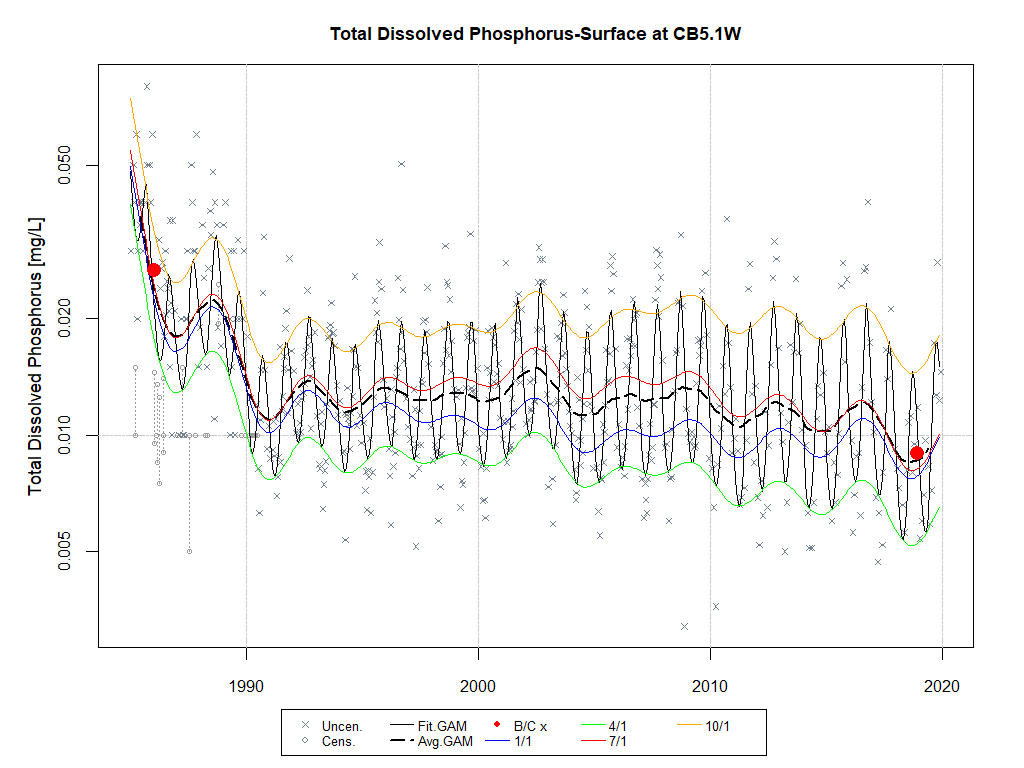 Total Dissolved Phosphorus-Surface at CB5.1W
Total Dissolved Phosphorus [mg/L]
0.050
0.020
0.010
0.005
1990 2000 2010 2020
Uncen. Fit.GAM B/C x 4/1 10/1
Cens. Avg.GAM 1/1 7/1